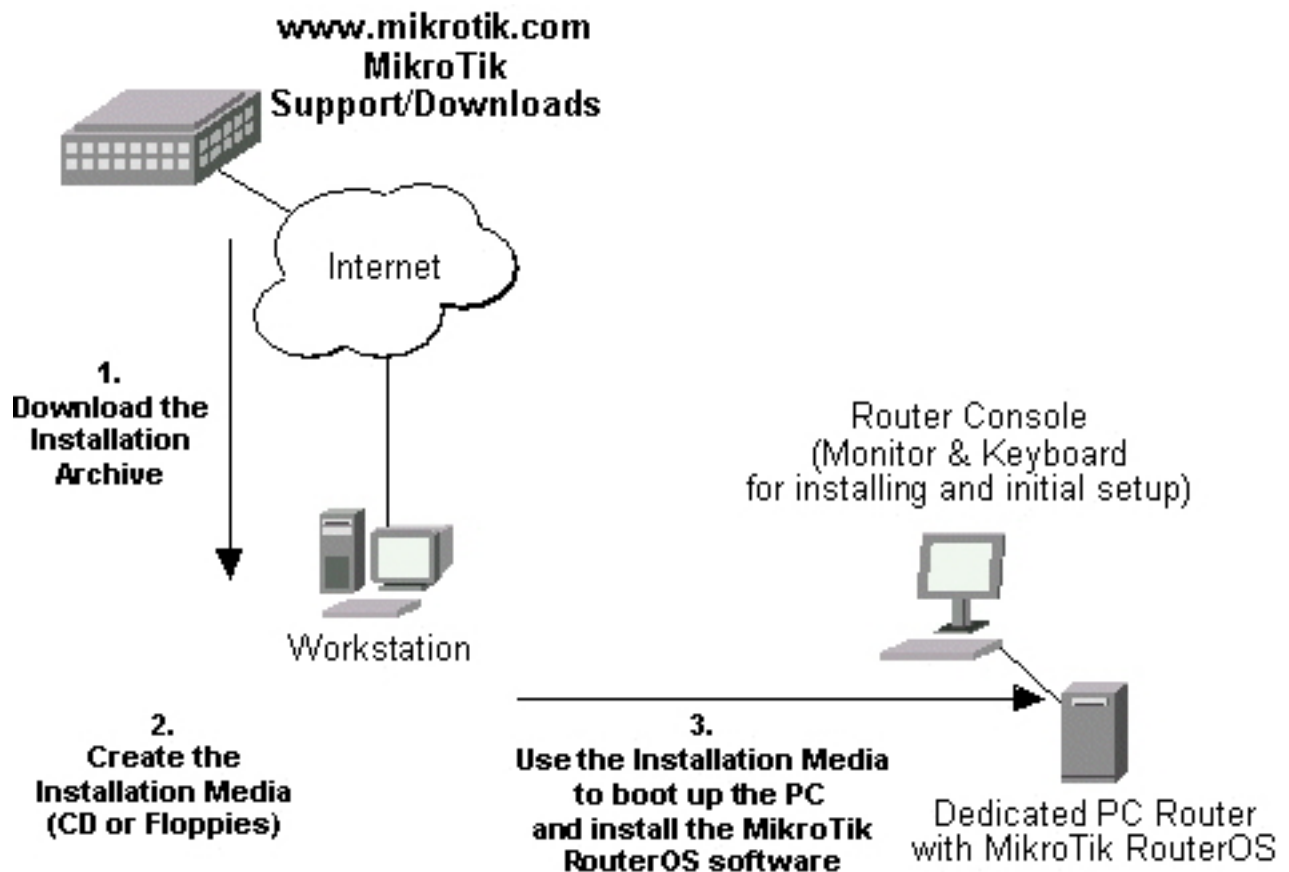 www.mikrotik.com
MikroTik
Support/Downloads
Internet
1.
Download the
Installation
Archive
Workstation
Router Console
(Monitor & Keyboard
for installing and initial setup)
2.
Create the
Installation Media
(CD or Floppies)
3.
Use the Installation Media
to boot up the PC
and install the MikroTik
RouterOS software
Dedicated PC Router
with MikroTik RouterOS